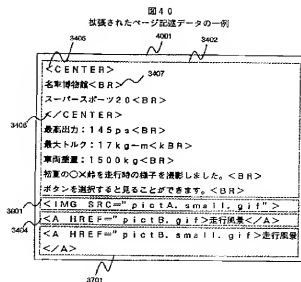 図40
拡張されたページ記述データの一例
3405
4001
3402
<CENTER>
3407
名車博物館<BR>
スーパースポーツ20<BR>
</CENTER>
3406
最高出力:145ps<BR>
最大トルク:17kg-m<kBR>
車両重量:1500kg<BR>
初夏の○×峠を走行時の様子を撮影しました。<BR>
ボタンを選択すると見ることができます。<BR>
3601
<IMG SRC="pictA.small.gif">
3404
<A HREF="pictB.gif>走行風景</A>
<A HREF="pictB.small.gif>走行風景
</A>
3701